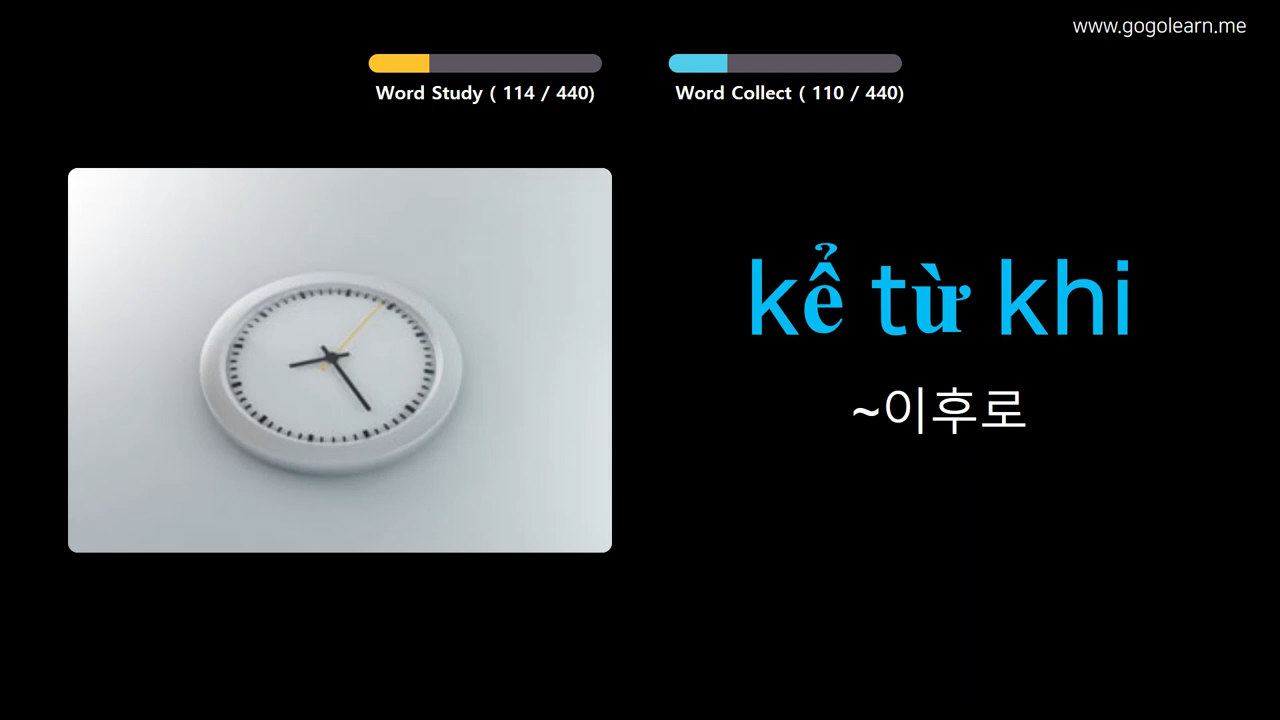 www.gogolearn.me
Word Study ( 114 / 440)
Word Collect ( 110 / 440)
kể từ khi
~이후로